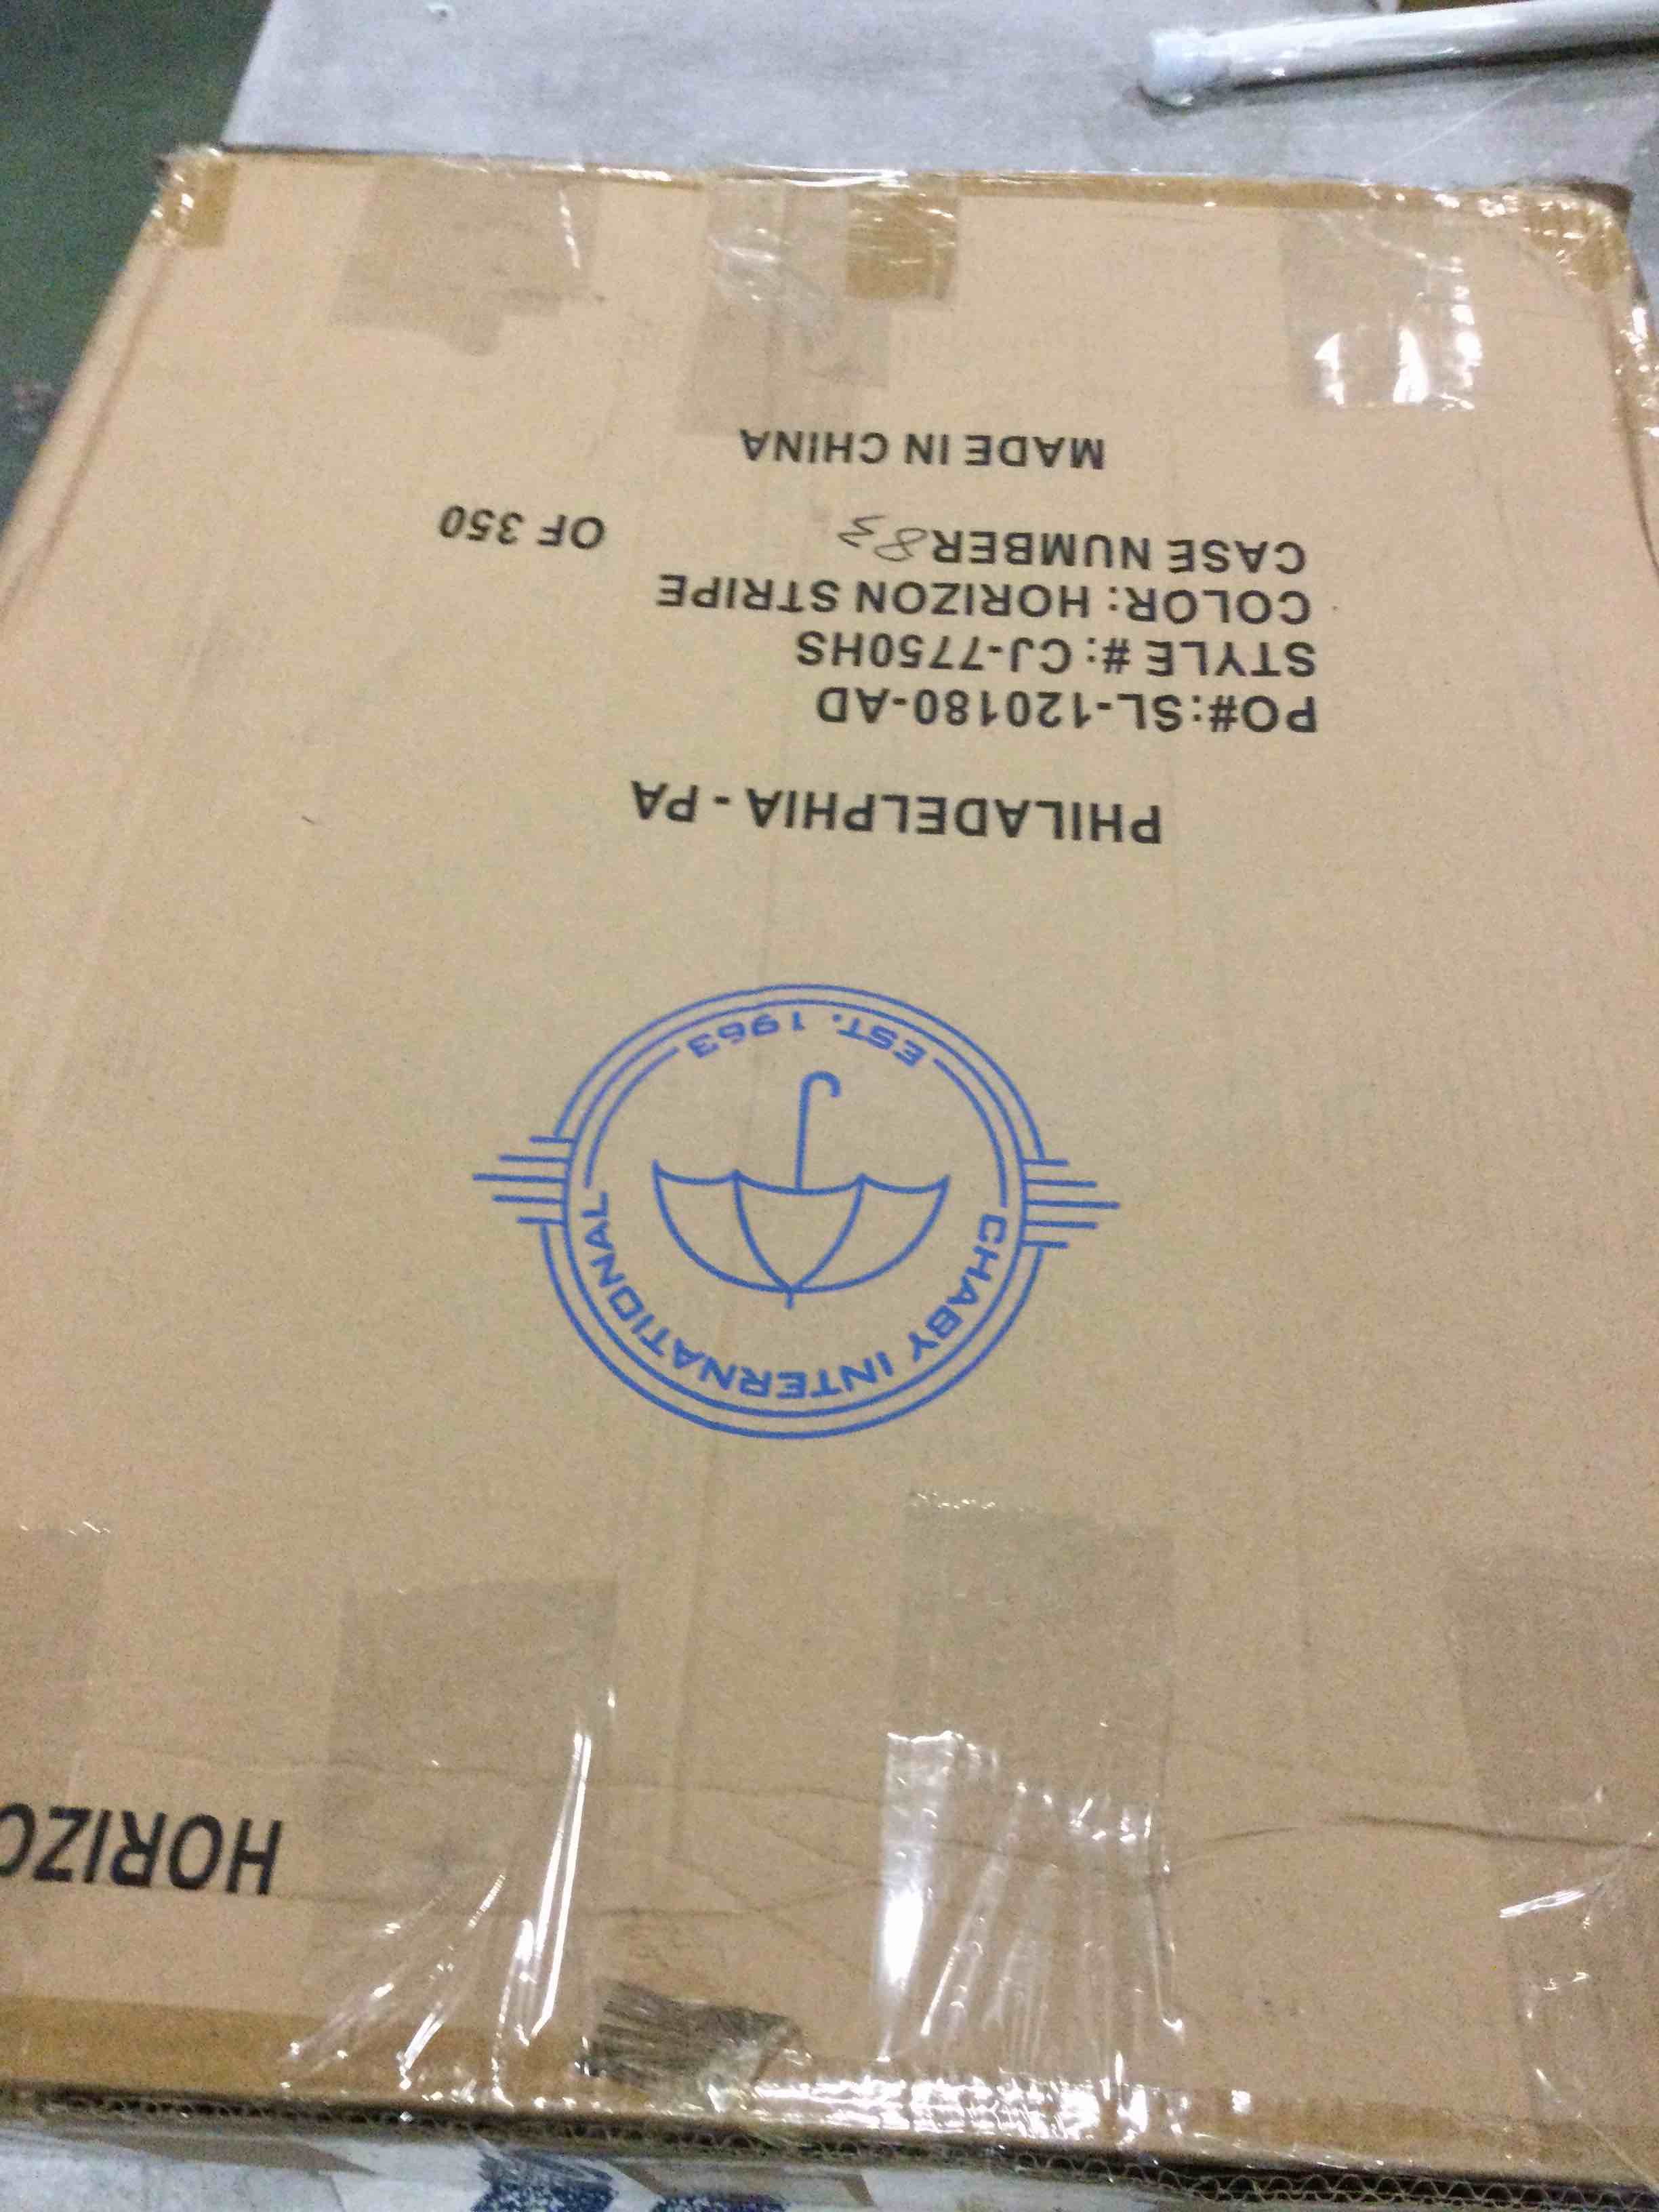 CHABY INTERNATIONAL
EST. 1963
PHILADELPHIA - PA
PO#:SL-120180-AD
STYLE #: CJ-7750HS
COLOR: HORIZON STRIPE
CASE NUMBER 83 OF 350
MADE IN CHINA
HORIZO